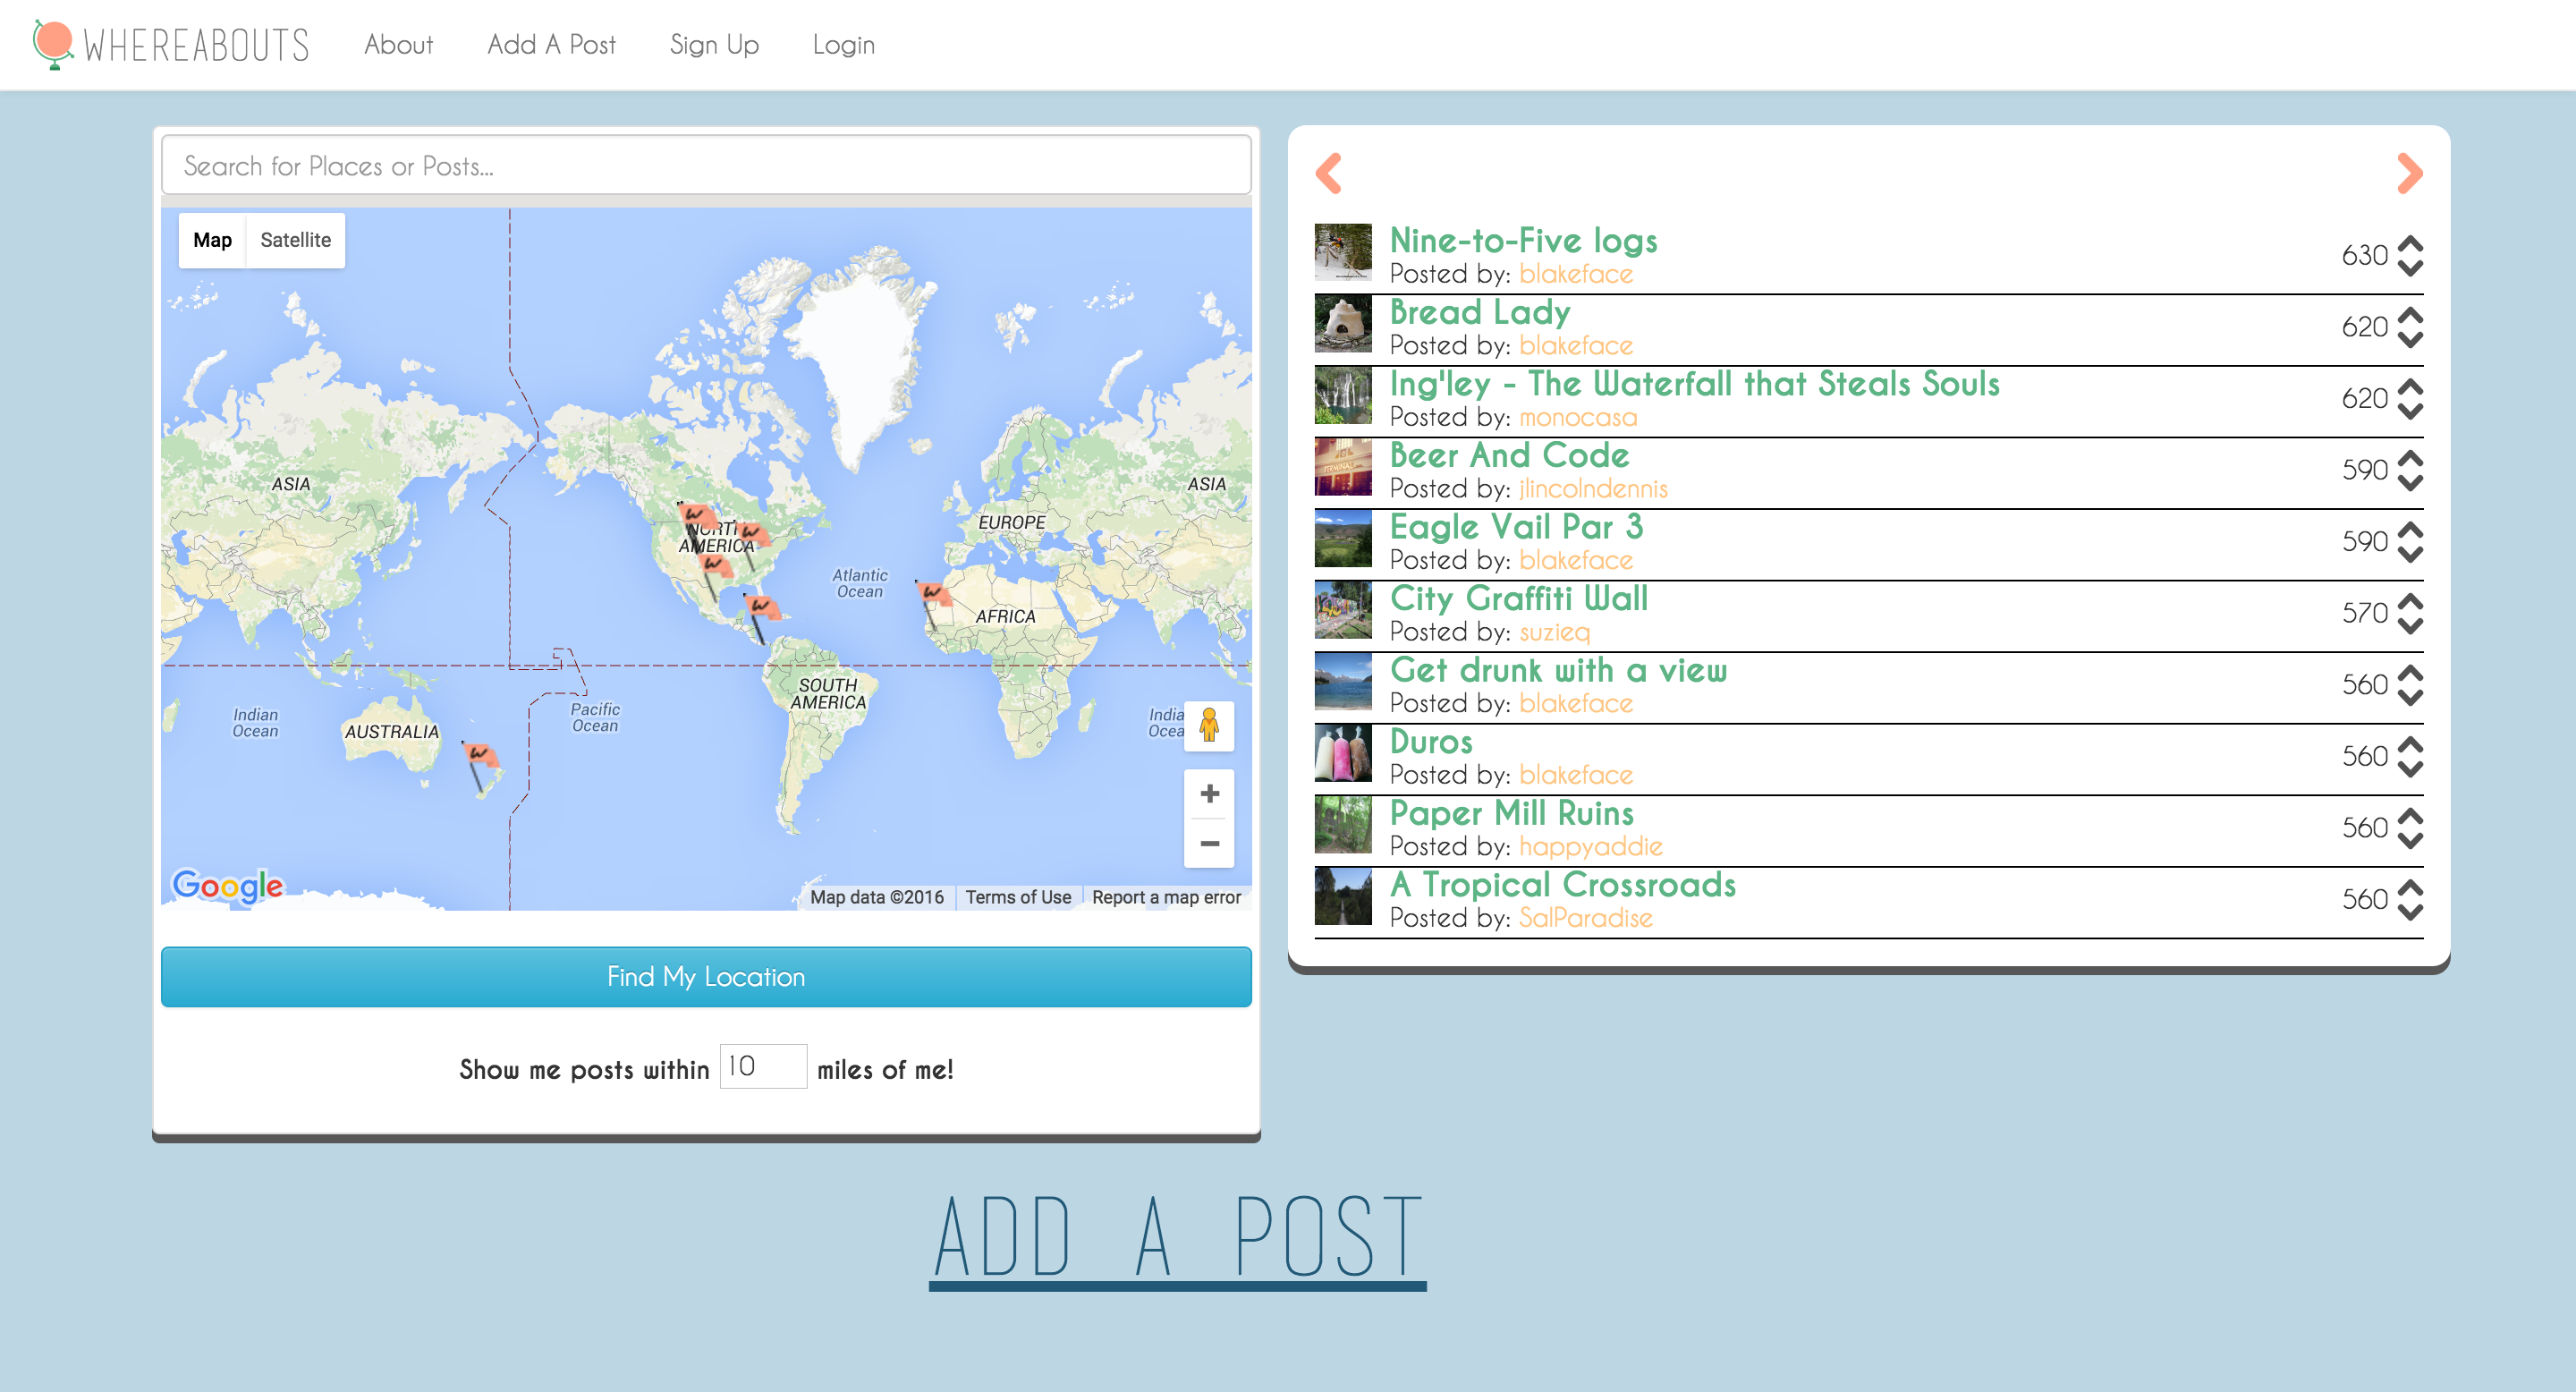 WHEREABOUTS
About
Add A Post
Sign Up
Login
Search for Places or Posts...
Map
Satellite
ASIA
ASIA
EUROPE
NORTH
AMERICA
Atlantic
Ocean
AFRICA
SOUTH
AMERICA
Indian
Ocean
Pacific
Ocean
India
Ocea
AUSTRALIA
W
W
W
W
W
W
+
−
Google
Map data ©2016
Terms of Use
Report a map error
Find My Location
Show me posts within 10 miles of me!
Nine-to-Five logs
Posted by: blakeface
630
Bread Lady
Posted by: blakeface
620
Ing'ley - The Waterfall that Steals Souls
Posted by: monocasa
620
TERMINAL
Beer And Code
Posted by: jlincolndennis
590
Eagle Vail Par 3
Posted by: blakeface
590
City Graffiti Wall
Posted by: suzieq
570
Get drunk with a view
Posted by: blakeface
560
Duros
Posted by: blakeface
560
Paper Mill Ruins
Posted by: happyaddie
560
A Tropical Crossroads
Posted by: SalParadise
560
ADD A POST